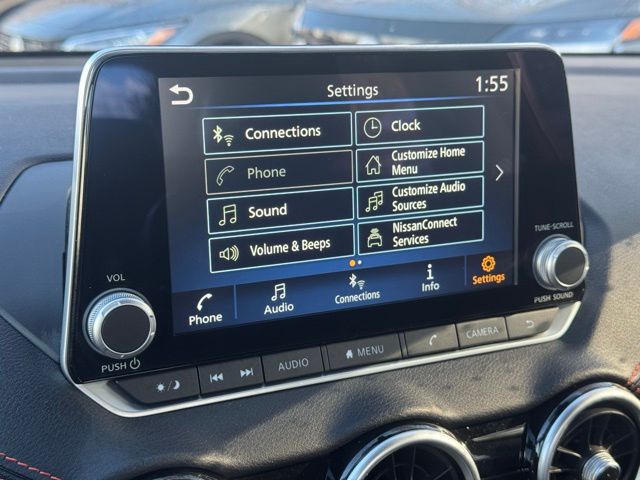 Settings
1:55
Connections
Clock
Phone
Customize Home
Menu
Sound
Customize Audio
Sources
Volume & Beeps
NissanConnect
Services
Phone
Audio
Connections
Info
Settings
VOL
PUSH
TUNE·SCROLL
PUSH SOUND
AUDIO
MENU
CAMERA